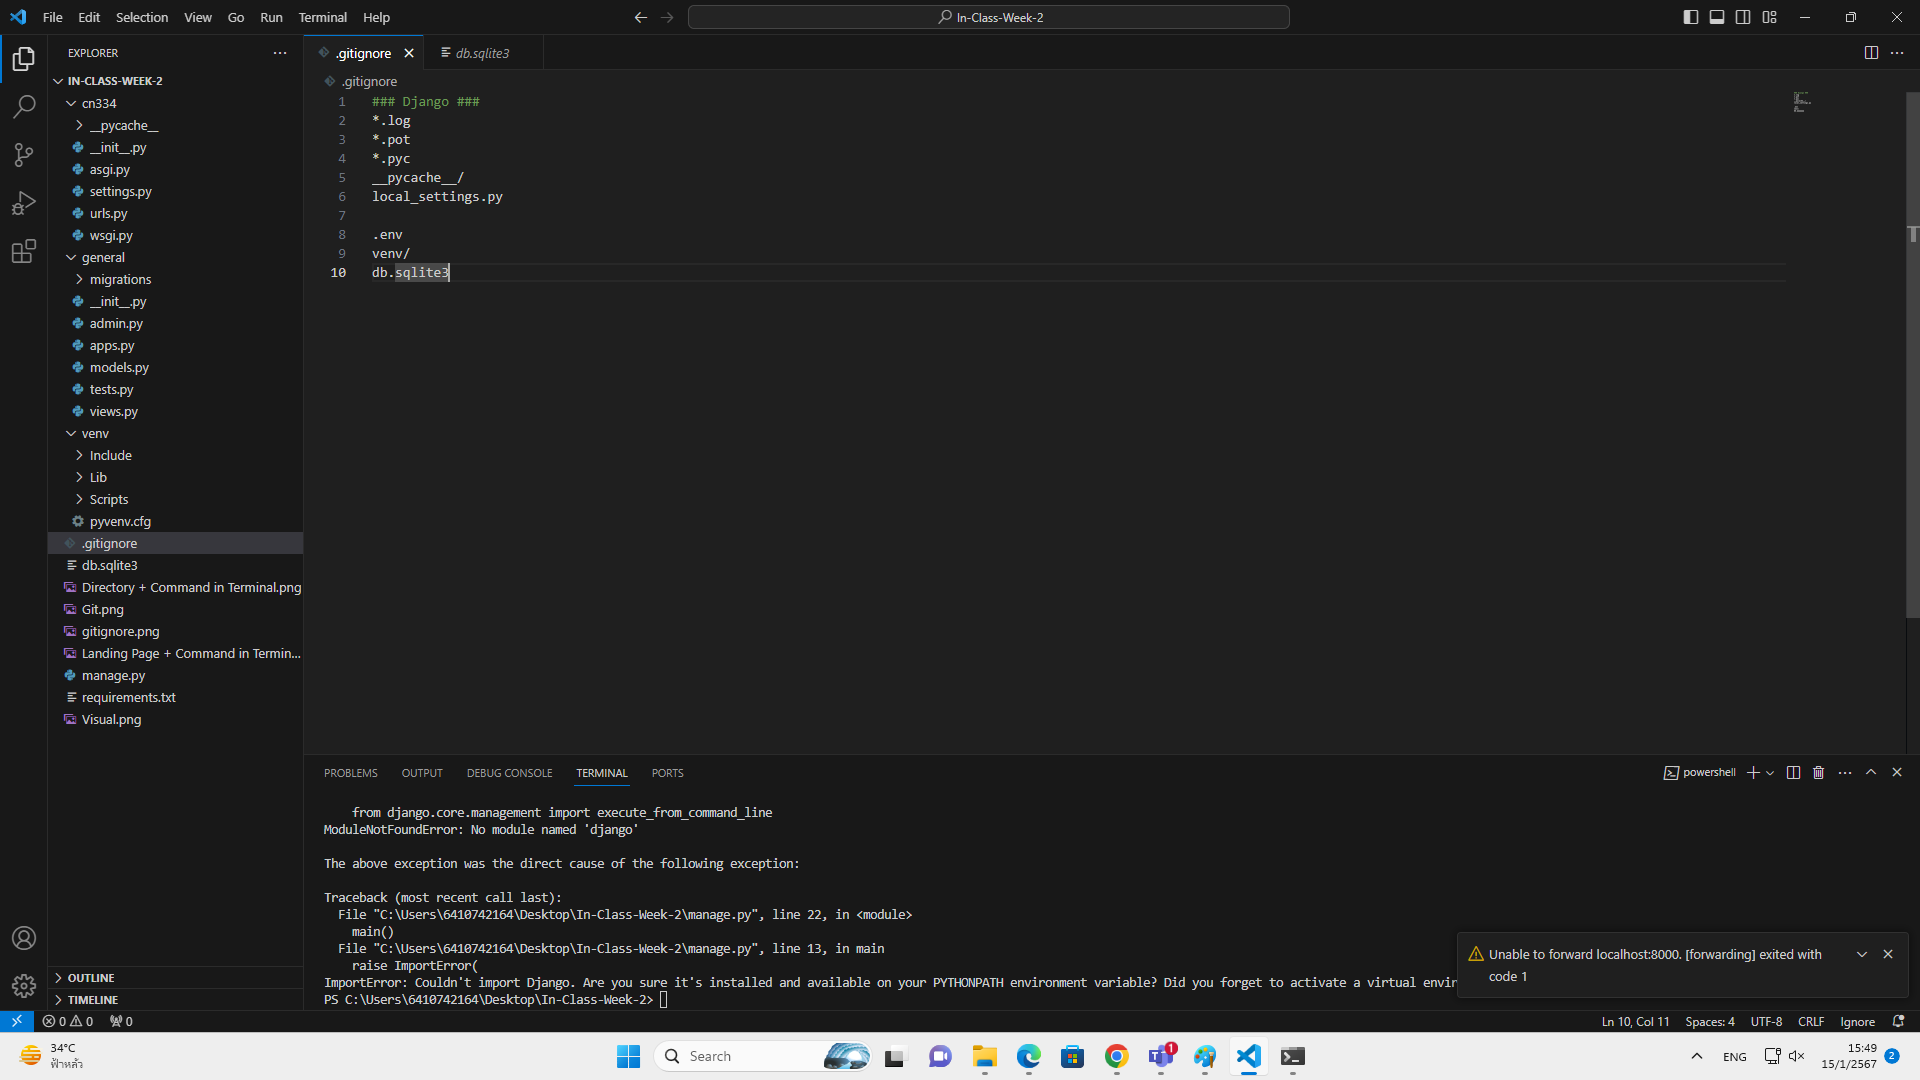 File Edit Selection View Go Run Terminal Help
In-Class-Week-2
EXPLORER
IN-CLASS-WEEK-2
cn334
__pycache__
__init__.py
asgi.py
settings.py
urls.py
wsgi.py
general
migrations
__init__.py
admin.py
apps.py
models.py
tests.py
views.py
venv
Include
Lib
Scripts
pyvenv.cfg
.gitignore
db.sqlite3
Directory + Command in Terminal.png
Git.png
gitignore.png
Landing Page + Command in Termin...
manage.py
requirements.txt
Visual.png
OUTLINE
TIMELINE
.gitignore db.sqlite3
.gitignore
1 ### Django ###
2 *.log
3 *.pot
4 *.pyc
5 __pycache__/
6 local_settings.py
7
8 .env
9 venv/
10 db.sqlite3
PROBLEMS OUTPUT DEBUG CONSOLE TERMINAL PORTS
powershell
from django.core.management import execute_from_command_line
ModuleNotFoundError: No module named 'django'
The above exception was the direct cause of the following exception:
Traceback (most recent call last):
File "C:\Users\6410742164\Desktop\In-Class-Week-2\manage.py", line 22, in <module>
main()
File "C:\Users\6410742164\Desktop\In-Class-Week-2\manage.py", line 13, in main
raise ImportError(
ImportError: Couldn't import Django. Are you sure it's installed and available on your PYTHONPATH environment variable? Did you forget to activate a virtual envir
PS C:\Users\6410742164\Desktop\In-Class-Week-2>
Unable to forward localhost:8000. [forwarding] exited with
code 1
0 0 0
Ln 10, Col 11 Spaces: 4 UTF-8 CRLF Ignore
34°C
ฟ้าหลัว
Search
1
ENG
15:49
15/1/2567
2